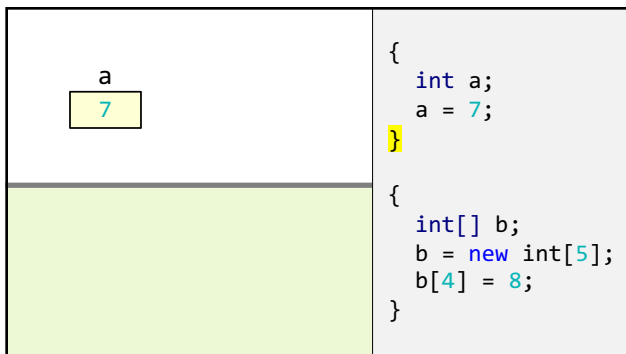 a
7
{
int a;
a = 7;
}
{
int[] b;
b = new int[5];
b[4] = 8;
}